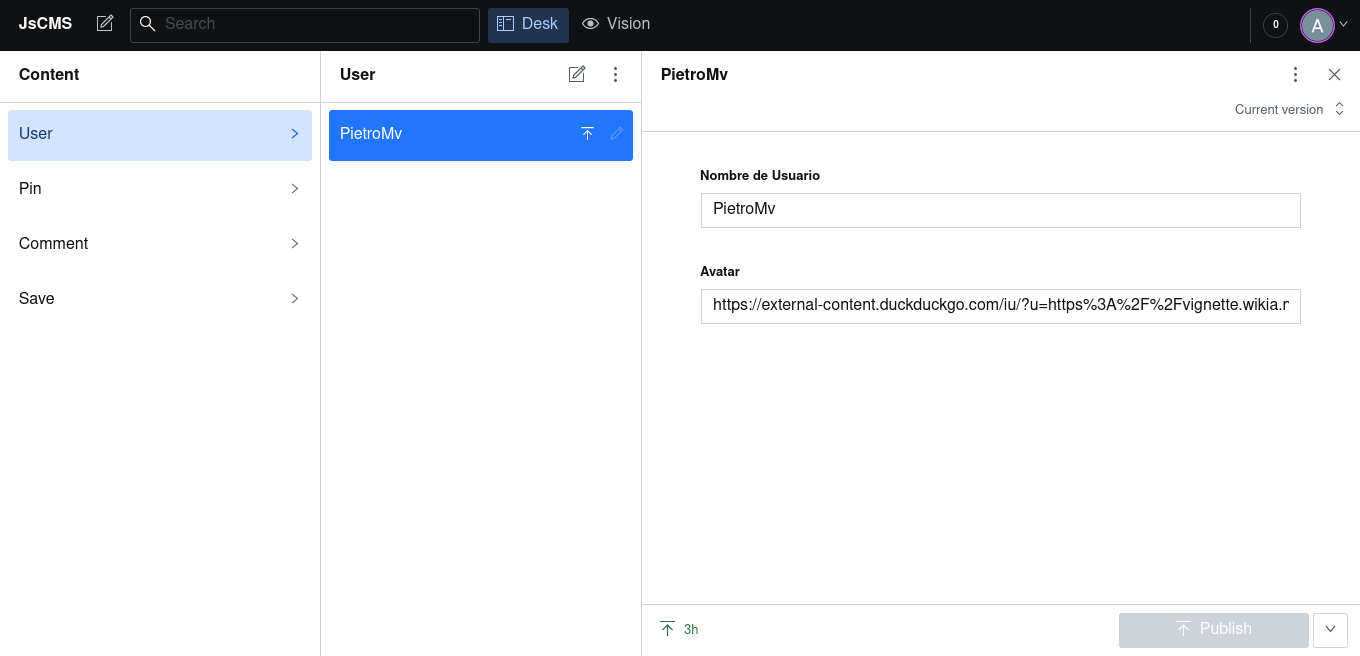 JsCMS
Search
Desk
Vision
0
A
Content
User
Pin
Comment
Save
User
PietroMv
PietroMv
Current version
Nombre de Usuario
PietroMv
Avatar
https://external-content.duckduckgo.com/iu/?u=https%3A%2F%2Fvignette.wikia.n
3h
Publish